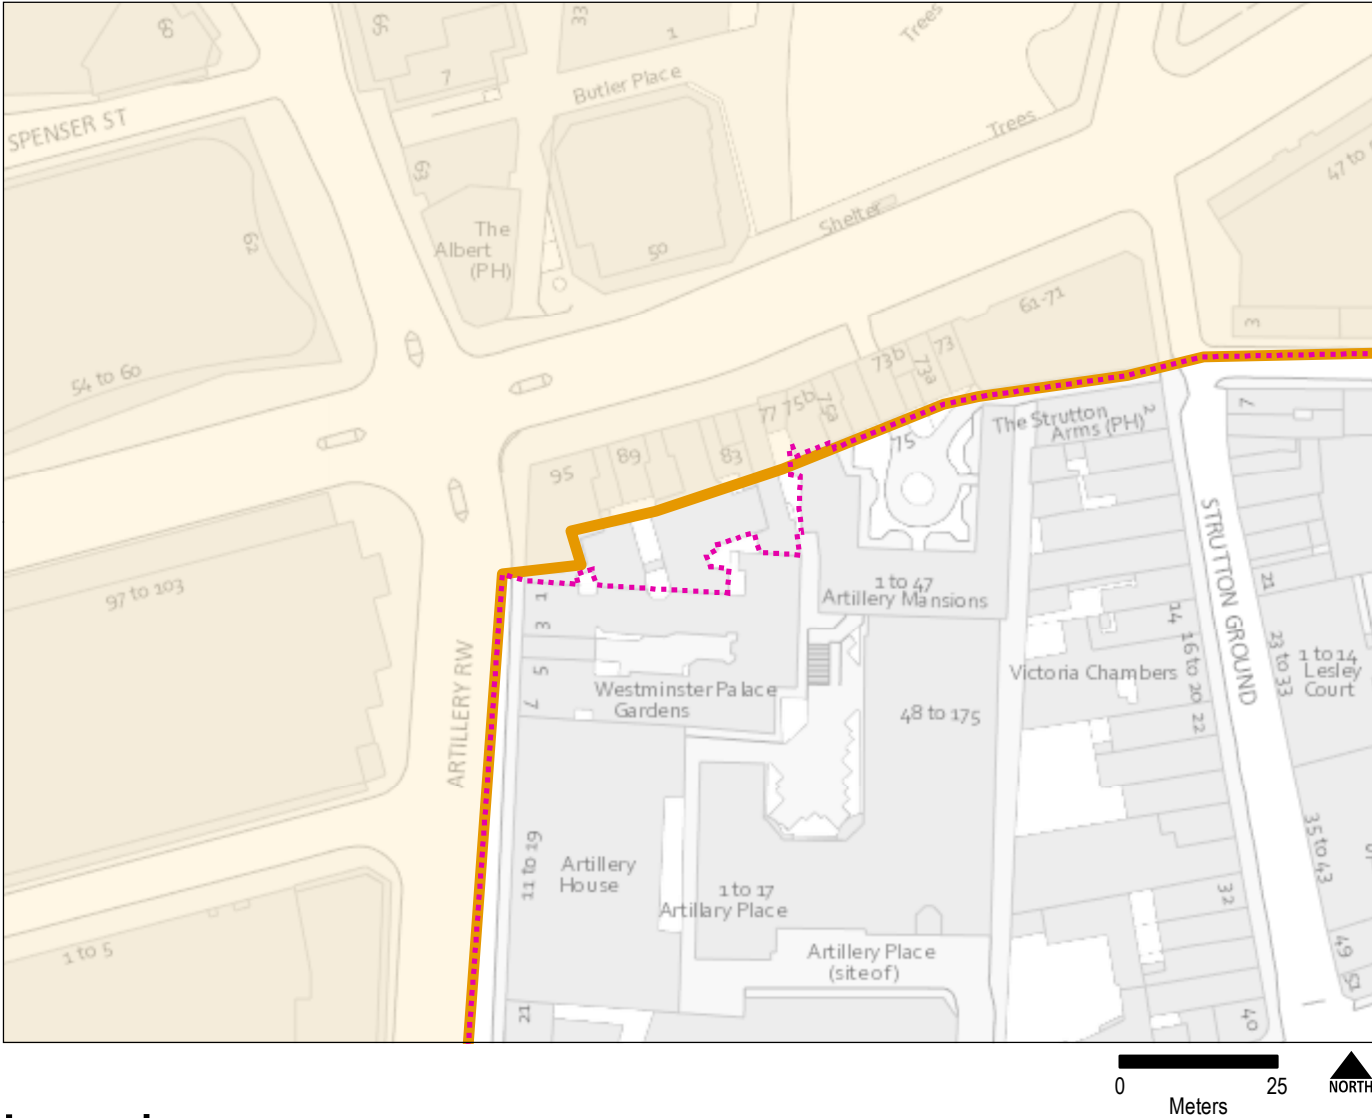 60
65
33
1
Trees
7
Butler Place
SPENSER ST
Trees
63
47 to
62
The
Albert
(PH)
50
Shelter
61-71
3
54 to 60
73b
73
73a
77
75b
75a
7
The Strutton
Arms (PH)
2
75
95
89
83
STRUTTON GROUND
97 to 103
1
3
5
7
1 to 47
Artillery Mansions
21
14
16 to 20
22
23 to 33
1 to 14
Lesley
Court
ARTILLERY RW
Westminster Palace
Gardens
Victoria Chambers
48 to 175
35 to 43
11 to 19
Artillery
House
1 to 17
Artillary Place
32
1 to 5
Artillery Place
(site of)
49
51
21
40
0
25
Meters
NORTH